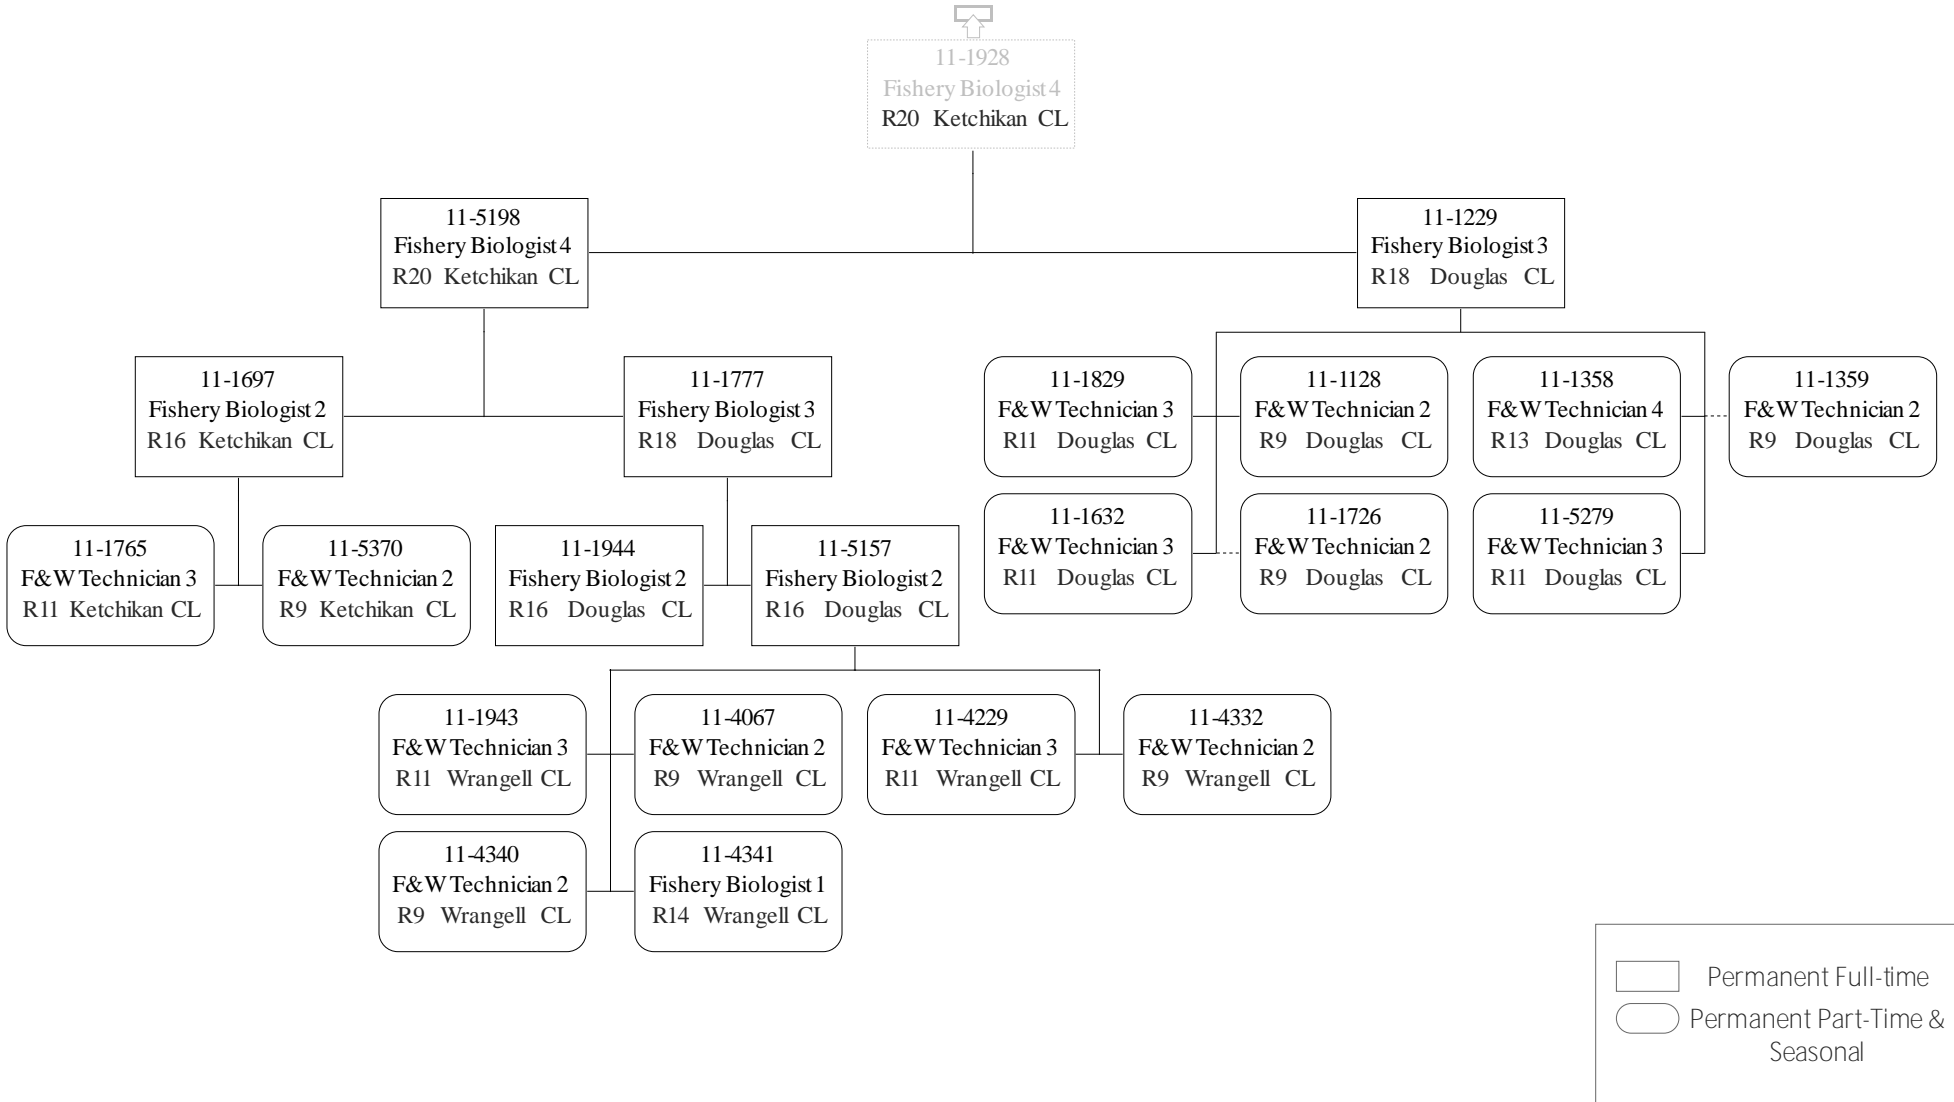 11-1928
Fishery Biologist 4
R20 Ketchikan CL
11-5198
Fishery Biologist 4
R20 Ketchikan CL
11-1229
Fishery Biologist 3
R18 Douglas CL
11-1697
Fishery Biologist 2
R16 Ketchikan CL
11-1777
Fishery Biologist 3
R18 Douglas CL
11-1829
F&W Technician 3
R11 Douglas CL
11-1128
F&W Technician 2
R9 Douglas CL
11-1358
F&W Technician 4
R13 Douglas CL
11-1359
F&W Technician 2
R9 Douglas CL
11-1632
F&W Technician 3
R11 Douglas CL
11-1726
F&W Technician 2
R9 Douglas CL
11-5279
F&W Technician 3
R11 Douglas CL
11-1765
F&W Technician 3
R11 Ketchikan CL
11-5370
F&W Technician 2
R9 Ketchikan CL
11-1944
Fishery Biologist 2
R16 Douglas CL
11-5157
Fishery Biologist 2
R16 Douglas CL
11-1943
F&W Technician 3
R11 Wrangell CL
11-4067
F&W Technician 2
R9 Wrangell CL
11-4229
F&W Technician 3
R11 Wrangell CL
11-4332
F&W Technician 2
R9 Wrangell CL
11-4340
F&W Technician 2
R9 Wrangell CL
11-4341
Fishery Biologist 1
R14 Wrangell CL
Permanent Full-time
Permanent Part-Time &
Seasonal